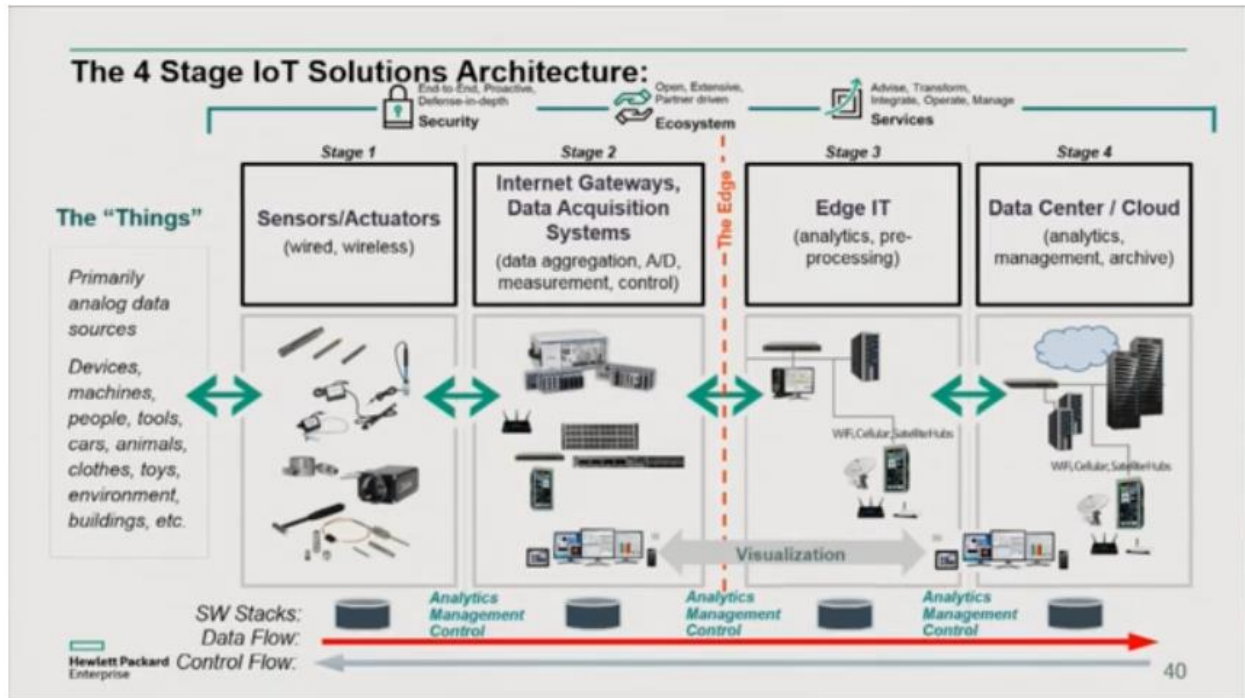 The 4 Stage IoT Solutions Architecture:
End-to-End, Proactive,
Defense-in-depth
Security
Open, Extensive,
Partner driven
Ecosystem
Advise, Transform,
Integrate, Operate, Manage
Services
The “Things”
Primarily
analog data
sources
Devices,
machines,
people, tools,
cars, animals,
clothes, toys,
environment,
buildings, etc.
Stage 1
Sensors/Actuators
(wired, wireless)
Stage 2
Internet Gateways,
Data Acquisition
Systems
(data aggregation, A/D,
measurement, control)
The Edge
Stage 3
Edge IT
(analytics, pre-
processing)
Stage 4
Data Center / Cloud
(analytics,
management, archive)
WiFi,Cellular,SatelliteHubs
WiFi,Cellular,SatelliteHubs
Visualization
SW Stacks:
Analytics
Management
Control
Analytics
Management
Control
Analytics
Management
Control
Data Flow:
Control Flow:
Hewlett Packard
Enterprise
40